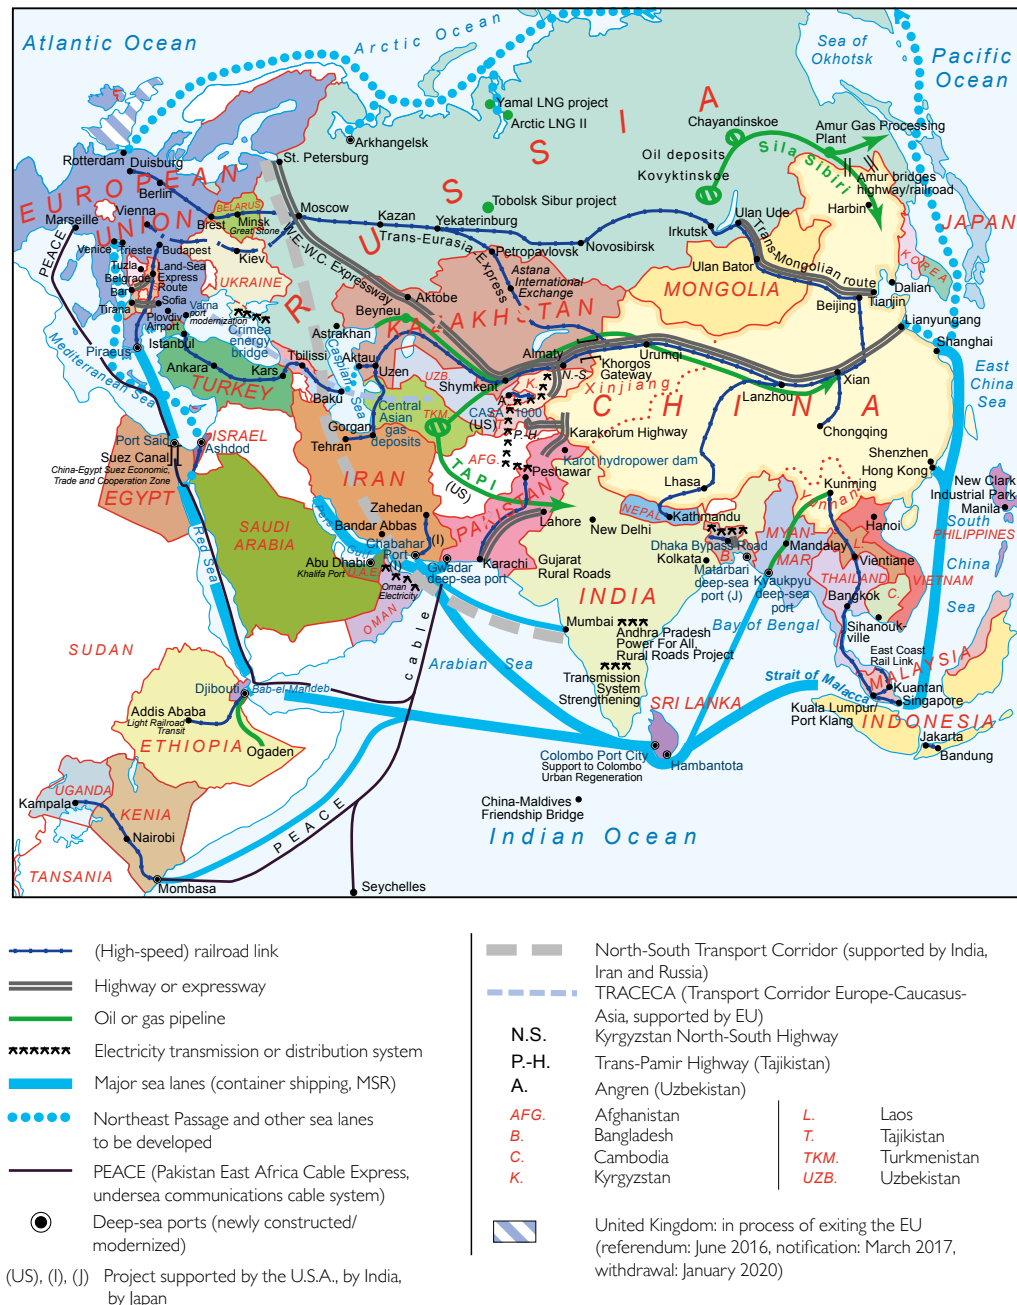 Atlantic Ocean
Arctic Ocean
Sea of
Okhotsk
Pacific
Ocean
Yamal LNG project
Arctic LNG II
Chayandinskoe
Amur Gas Processing
Plant
Sila Sibiri
Oil deposits
Kovyktinskoe
Amur bridges
highway/railroad
Harbin
Arkhangelsk
St. Petersburg
RUSSIA
Rotterdam
Duisburg
Berlin
EUROPEAN
UNION
BELARUS
Moscow
Kazan
Yekaterinburg
Tobolsk Sibur project
Trans-Eurasia-Express
Petropavlovsk
Novosibirsk
Irkutsk
Ulan Ude
Trans-Mongolian route
Ulan Bator
MONGOLIA
JAPAN
KOREA
Marseille
Vienna
Brest
Minsk
Great Stone
PEACE
Venice
Trieste
Budapest
Kiev
W.E.-W.C. Expressway
Tuzla
Belgrade
Land-Sea
Express
Route
UKRAINE
Astana
International
Exchange
Bar
Tirana
Sofia
Varna
port
modernization
Plovdiv
Airport
Crimea
energy
bridge
Aktobe
Beyneu
KAZAKHSTAN
Astrakhan
Dalian
Beijing
Tianjin
Lianyungang
Piraeus
Istanbul
Tbilissi
Aktau
Uzen
Almaty
Khorgos
Gateway
Urumqi
Shanghai
Mediterranean Sea
Ankara
Kars
TURKEY
Caspian Sea
Baku
UZB.
Shymkent
N.-S.
K.
A.
Xinjiang
Lanzhou
Xian
East
China
Sea
CHINA
TKM.
Central
Asian
gas
deposits
CASA 1000
(US)
T.
P.-H.
Karakorum Highway
Chongqing
Port Said
ISRAEL
Ashdod
Gorgan
Tehran
AFG.
Suez Canal
China-Egypt Suez Economic,
Trade and Cooperation Zone
EGYPT
IRAN
TAPI
(US)
Peshawar
Karot hydropower dam
Lhasa
Shenzhen
Hong Kong
Kunming
Yunnan
New Clark
Industrial Park
Manila
Zahedan
PAKISTAN
Lahore
NEPAL
Kathmandu
Hanoi
South
China
Sea
PHILIPPINES
SAUDI
ARABIA
Bandar Abbas
Persian Gulf
Chabahar
Port
(I)
(I)
New Delhi
Dhaka Bypass Road
B.
MYAN-
MAR
Mandalay
L.
Abu Dhabi
Khalifa Port
U.A.E.
Gwadar
deep-sea port
Karachi
Gujarat
Rural Roads
Kolkata
Matarbari
deep-sea
port (J)
Kyaukpyu
deep-sea
port
Vientiane
Red Sea
Oman
Electricity
OMAN
INDIA
THAILAND
VIETNAM
C.
Bangkok
Mumbai
Andhra Pradesh
Power For All,
Rural Roads Project
Bay of Bengal
Sihanouk-
ville
SUDAN
cable
Arabian Sea
Transmission
System
Strengthening
East Coast
Rail Link
MALAYSIA
Djibouti
Bab-el-Mandeb
SRI LANKA
Strait of Malacca
Kuantan
Singapore
Addis Ababa
Light Railroad
Transit
Kuala Lumpur/
Port Klang
INDONESIA
ETHIOPIA
Ogaden
Colombo Port City
Support to Colombo
Urban Regeneration
Hambantota
Jakarta
Bandung
UGANDA
Kampala
China-Maldives
Friendship Bridge
KENIA
PEACE
Nairobi
Indian Ocean
TANSANIA
Mombasa
Seychelles
(High-speed) railroad link
Highway or expressway
Oil or gas pipeline
Electricity transmission or distribution system
Major sea lanes (container shipping, MSR)
Northeast Passage and other sea lanes
to be developed
PEACE (Pakistan East Africa Cable Express,
undersea communications cable system)
Deep-sea ports (newly constructed/
modernized)
(US), (I), (J) Project supported by the U.S.A., by India,
by Japan
North-South Transport Corridor (supported by India,
Iran and Russia)
TRACECA (Transport Corridor Europe-Caucasus-
Asia, supported by EU)
N.S. Kyrgyzstan North-South Highway
P.-H. Trans-Pamir Highway (Tajikistan)
A. Angren (Uzbekistan)
AFG. Afghanistan
B. Bangladesh
C. Cambodia
K. Kyrgyzstan
L. Laos
T. Tajikistan
TKM. Turkmenistan
UZB. Uzbekistan
United Kingdom: in process of exiting the EU
(referendum: June 2016, notification: March 2017,
withdrawal: January 2020)